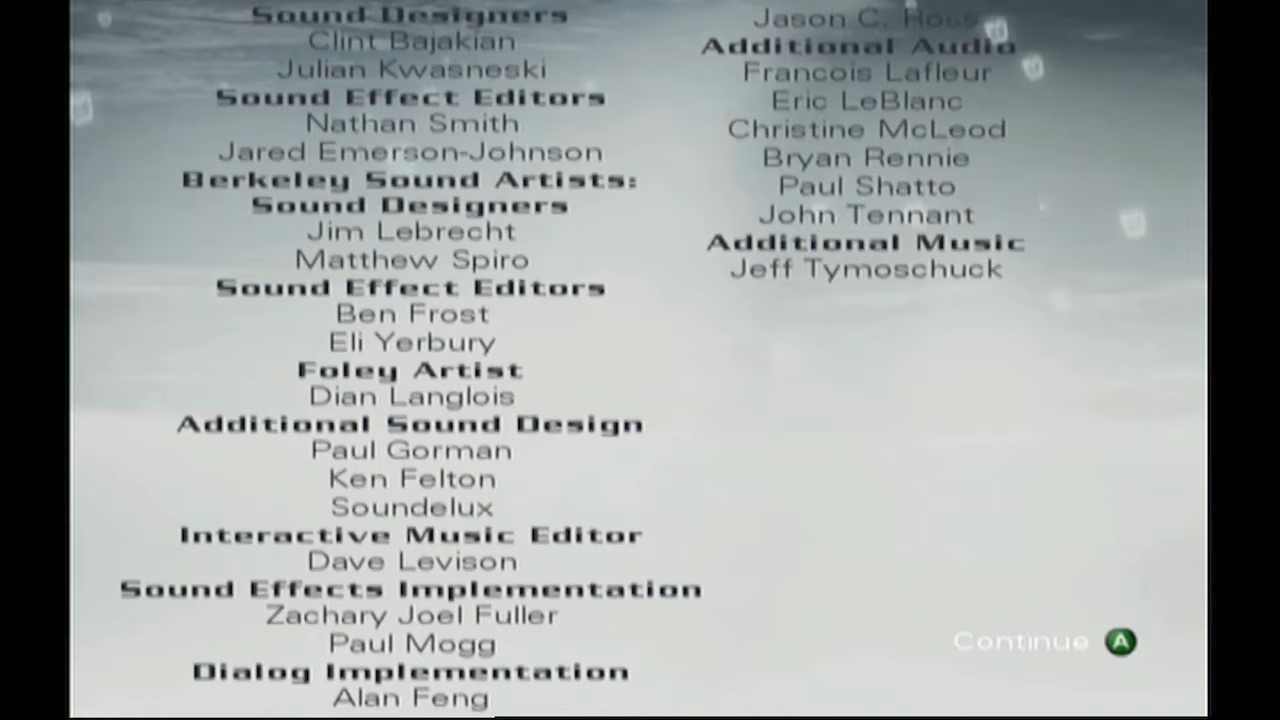 Sound Designers
Clint Bajakian
Julian Kwasneski
Sound Effect Editors
Nathan Smith
Jared Emerson-Johnson
Berkeley Sound Artists:
Sound Designers
Jim Lebrecht
Matthew Spiro
Sound Effect Editors
Ben Frost
Eli Yerbury
Foley Artist
Dian Langlois
Additional Sound Design
Paul Gorman
Ken Felton
Soundelux
Interactive Music Editor
Dave Levison
Sound Effects Implementation
Zachary Joel Fuller
Paul Mogg
Dialog Implementation
Alan Feng
Jason C. Ross
Additional Audio
Francois Lafleur
Eric LeBlanc
Christine McLeod
Bryan Rennie
Paul Shatto
John Tennant
Additional Music
Jeff Tymoschuck
Continue A